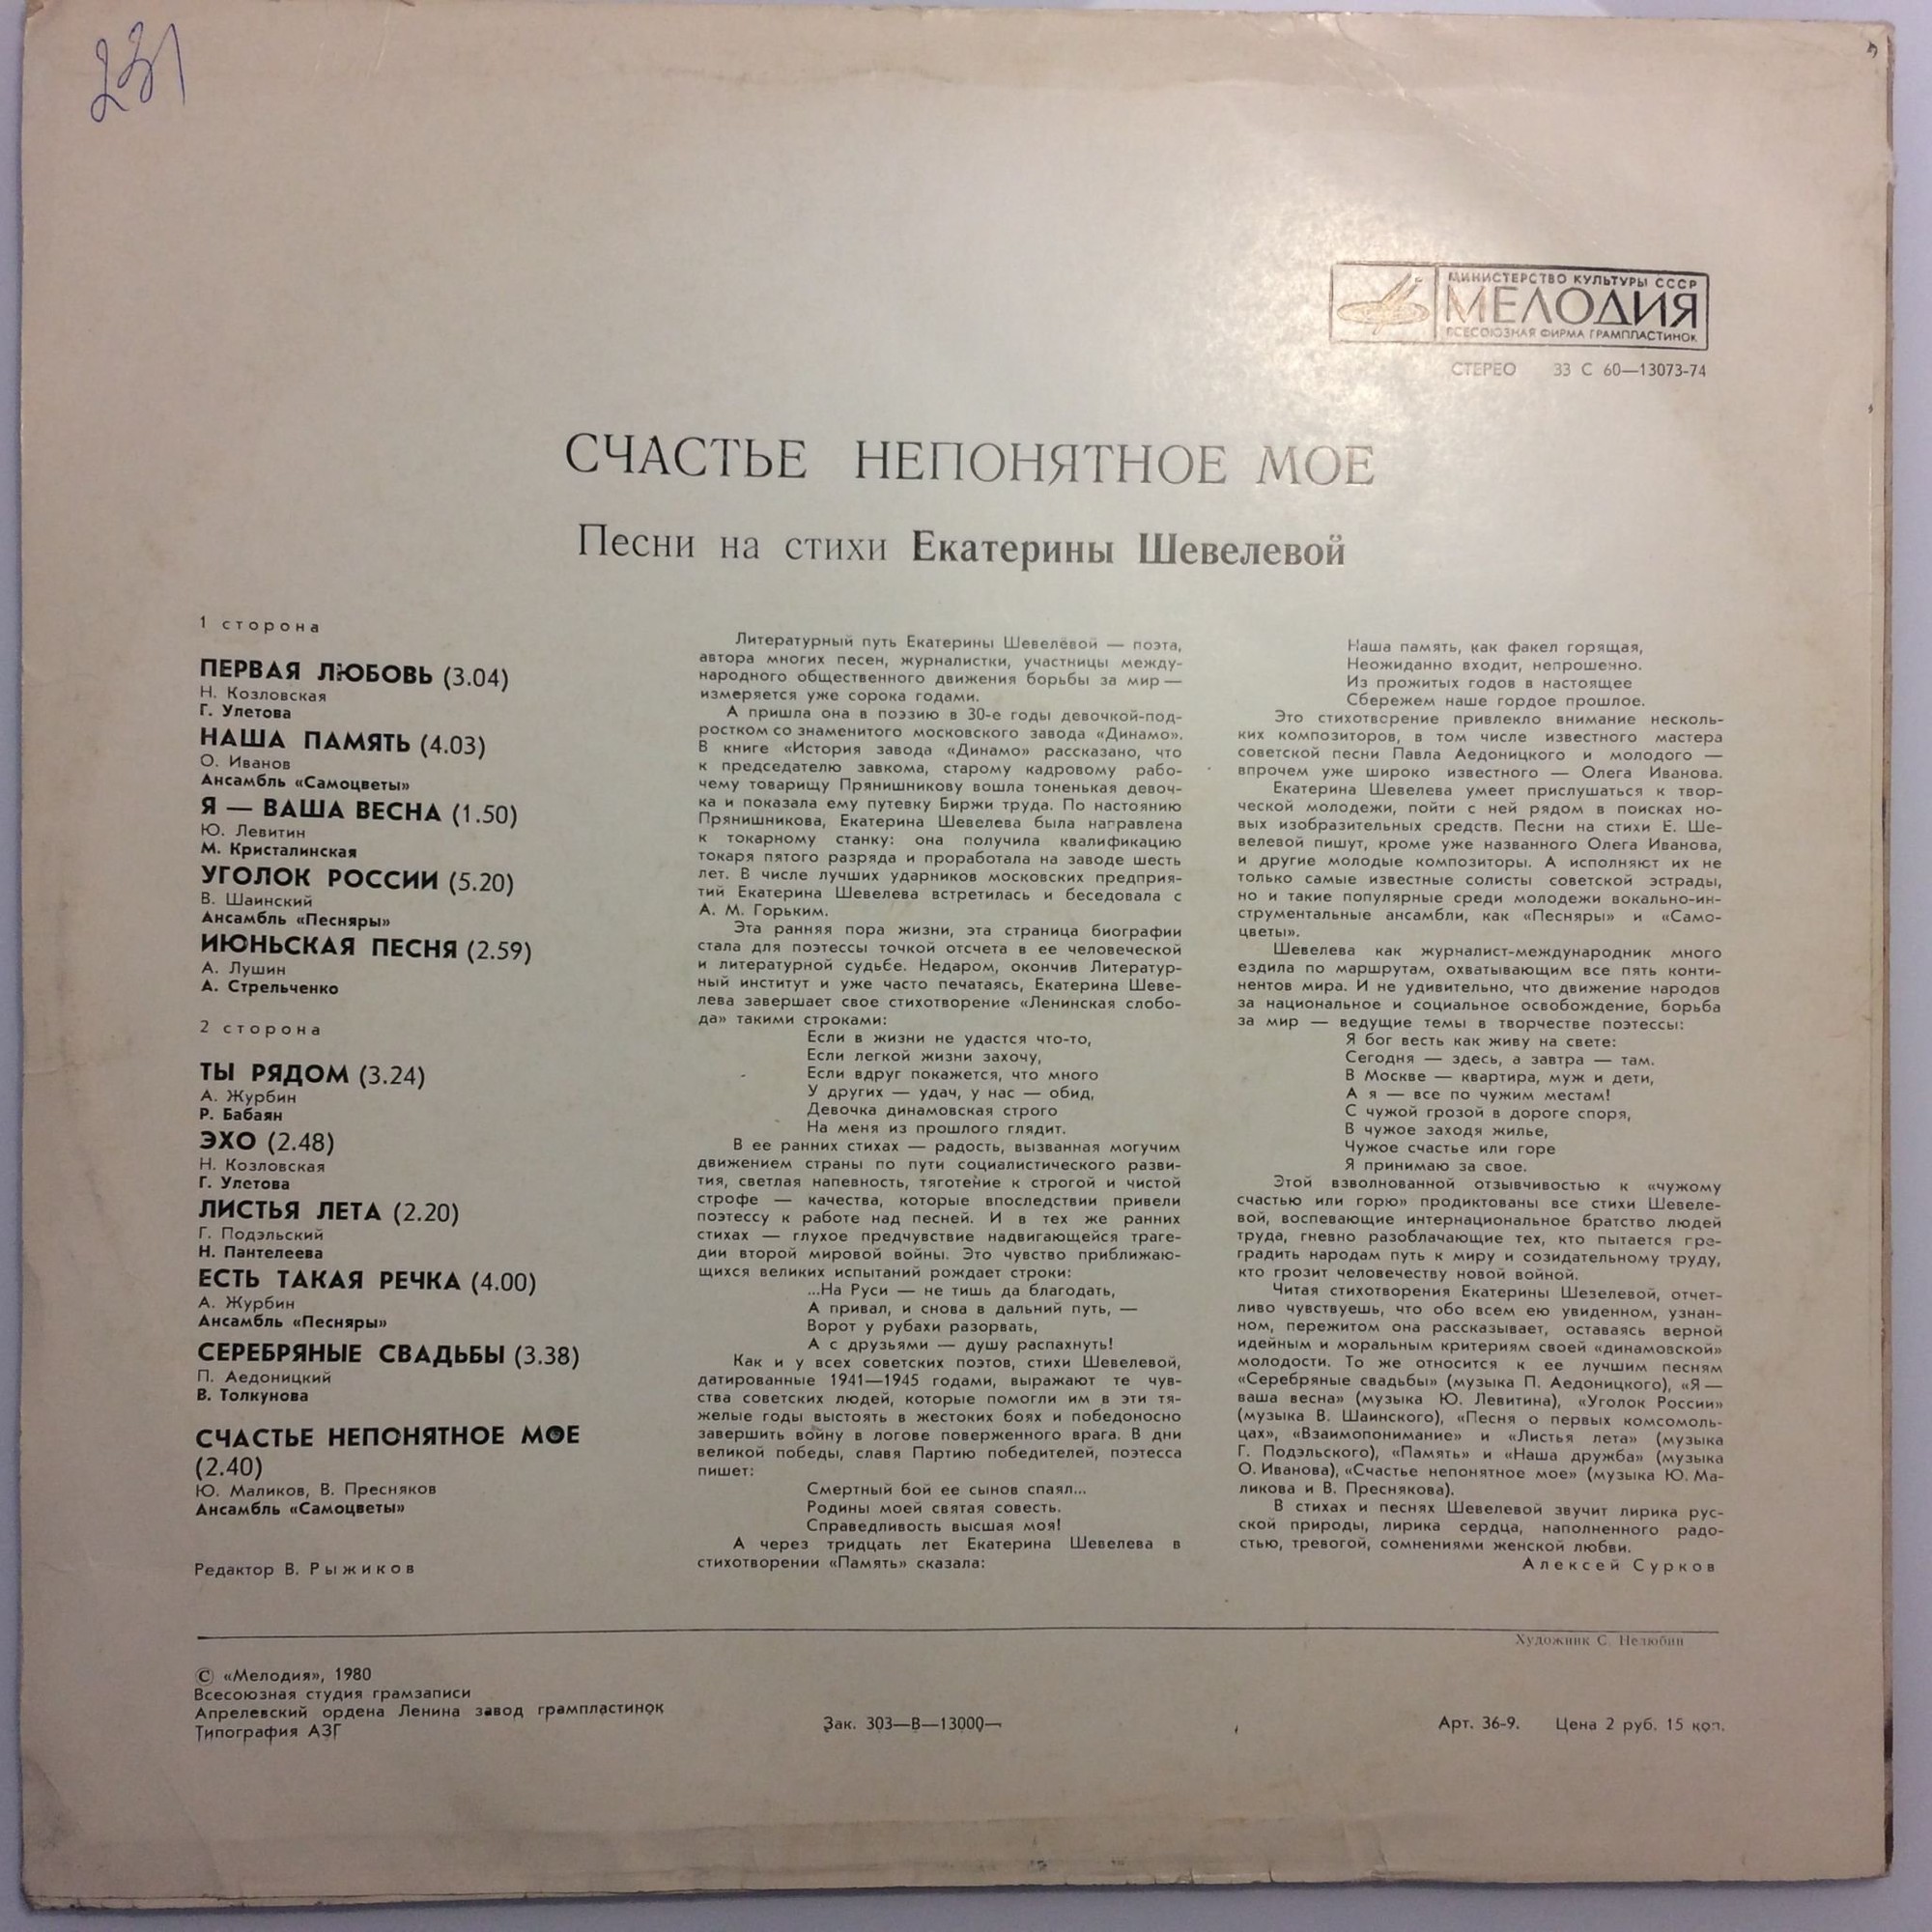 231
МИНИСТЕРСТВО КУЛЬТУРЫ СССР
МЕЛОДИЯ
ВСЕСОЮЗНАЯ ФИРМА ГРАМПЛАСТИНОК
СТЕРЕО 33 С 60—13073-74
СЧАСТЬЕ НЕПОНЯТНОЕ МОЕ
Песни на стихи Екатерины Шевелевой
1 сторона
ПЕРВАЯ ЛЮБОВЬ (3.04)
Н. Козловская
Г. Улетова
НАША ПАМЯТЬ (4.03)
О. Иванов
Ансамбль «Самоцветы»
Я — ВАША ВЕСНА (1.50)
Ю. Левитин
М. Кристалинская
УГОЛОК РОССИИ (5.20)
В. Шаинский
Ансамбль «Песняры»
ИЮНЬСКАЯ ПЕСНЯ (2.59)
А. Лушин
А. Стрельченко
2 сторона
ТЫ РЯДОМ (3.24)
А. Журбин
Р. Бабаян
ЭХО (2.48)
Н. Козловская
Г. Улетова
ЛИСТЬЯ ЛЕТА (2.20)
Г. Подэльский
Н. Пантелеева
ЕСТЬ ТАКАЯ РЕЧКА (4.00)
А. Журбин
Ансамбль «Песняры»
СЕРЕБРЯНЫЕ СВАДЬБЫ (3.38)
П. Аедоницкий
В. Толкунова
СЧАСТЬЕ НЕПОНЯТНОЕ МОЕ
(2.40)
Ю. Маликов, В. Пресняков
Ансамбль «Самоцветы»
Редактор В. Рыжиков
Литературный путь Екатерины Шевелёвой — поэта,
автора многих песен, журналистки, участницы между-
народного общественного движения борьбы за мир —
измеряется уже сорока годами.
А пришла она в поэзию в 30-е годы девочкой-под-
ростком со знаменитого московского завода «Динамо».
В книге «История завода «Динамо» рассказано, что
к председателю завкома, старому кадровому рабо-
чему товарищу Прянишникову вошла тоненькая девоч-
ка и показала ему путевку Биржи труда. По настоянию
Прянишникова, Екатерина Шевелева была направлена
к токарному станку: она получила квалификацию
токаря пятого разряда и проработала на заводе шесть
лет. В числе лучших ударников московских предприя-
тий Екатерина Шевелева встретилась и беседовала с
А. М. Горьким.
Эта ранняя пора жизни, эта страница биографии
стала для поэтессы точкой отсчета в ее человеческой
и литературной судьбе. Недаром, окончив Литератур-
ный институт и уже часто печатаясь, Екатерина Шеве-
лева завершает свое стихотворение «Ленинская слобо-
да» такими строками:
Если в жизни не удастся что-то,
Если легкой жизни захочу,
Если вдруг покажется, что много
У других — удач, у нас — обид,
Девочка динамовская строго
На меня из прошлого глядит.
В ее ранних стихах — радость, вызванная могучим
движением страны по пути социалистического разви-
тия, светлая напевность, тяготение к строгой и чистой
строфе — качества, которые впоследствии привели
поэтессу к работе над песней. И в тех же ранних
стихах — глухое предчувствие надвигающейся траге-
дии второй мировой войны. Это чувство приближаю-
щихся великих испытаний рождает строки:
...На Руси — не тишь да благодать,
А привал, и снова в дальний путь, —
Ворот у рубахи разорвать,
А с друзьями — душу распахнуть!
Как и у всех советских поэтов, стихи Шевелевой,
датированные 1941—1945 годами, выражают те чув-
ства советских людей, которые помогли им в эти тя-
желые годы выстоять в жестоких боях и победоносно
завершить войну в логове поверженного врага. В дни
великой победы, славя Партию победителей, поэтесса
пишет:
Смертный бой ее сынов спаял...
Родины моей святая совесть.
Справедливость высшая моя!
А через тридцать лет Екатерина Шевелева в
стихотворении «Память» сказала:
Наша память, как факел горящая,
Неожиданно входит, непрошенно.
Из прожитых годов в настоящее
Сбережем наше гордое прошлое.
Это стихотворение привлекло внимание несколь-
ких композиторов, в том числе известного мастера
советской песни Павла Аедоницкого и молодого —
впрочем уже широко известного — Олега Иванова.
Екатерина Шевелева умеет прислушаться к твор-
ческой молодежи, пойти с ней рядом в поисках но-
вых изобразительных средств. Песни на стихи Е. Ше-
велевой пишут, кроме уже названного Олега Иванова,
и другие молодые композиторы. А исполняют их не
только самые известные солисты советской эстрады,
но и такие популярные среди молодежи вокально-ин-
струментальные ансамбли, как «Песняры» и «Само-
цветы».
Шевелева как журналист-международник много
ездила по маршрутам, охватывающим все пять конти-
нентов мира. И не удивительно, что движение народов
за национальное и социальное освобождение, борьба
за мир — ведущие темы в творчестве поэтессы:
Я бог весть как живу на свете:
Сегодня — здесь, а завтра — там.
В Москве — квартира, муж и дети,
А я — все по чужим местам!
С чужой грозой в дороге споря,
В чужое заходя жилье,
Чужое счастье или горе
Я принимаю за свое.
Этой взволнованной отзывчивостью к «чужому
счастью или горю» продиктованы все стихи Шевеле-
вой, воспевающие интернациональное братство людей
труда, гневно разоблачающие тех, кто пытается пре-
градить народам путь к миру и созидательному труду,
кто грозит человечеству новой войной.
Читая стихотворения Екатерины Шезелевой, отчет-
ливо чувствуешь, что обо всем ею увиденном, узнан-
ном, пережитом она рассказывает, оставаясь верной
идейным и моральным критериям своей «динамовской»
молодости. То же относится к ее лучшим песням
«Серебряные свадьбы» (музыка П. Аедоницкого), «Я —
ваша весна» (музыка Ю. Левитина), «Уголок России»
(музыка В. Шаинского), «Песня о первых комсомоль-
цах», «Взаимопонимание» и «Листья лета» (музыка
Г. Подэльского), «Память» и «Наша дружба» (музыка
О. Иванова), «Счастье непонятное мое» (музыка Ю. Ма-
ликова и В. Преснякова).
В стихах и песнях Шевелевой звучит лирика рус-
ской природы, лирика сердца, наполненного радо-
стью, тревогой, сомнениями женской любви.
Алексей Сурков
Художник С. Нелюбин
© «Мелодия», 1980
Всесоюзная студия грамзаписи
Апрелевский ордена Ленина завод грампластинок
Типография АЗГ
Зак. 303—В—13000—
Арт. 36-9. Цена 2 руб. 15 коп.